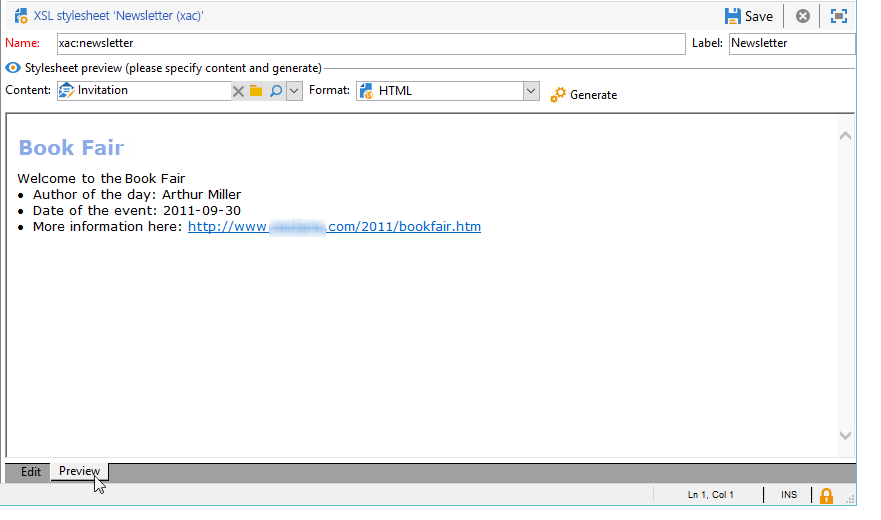 XSL stylesheet 'Newsletter (xac)' Save
Name: xac:newsletter Label: Newsletter
Stylesheet preview (please specify content and generate)
Content: Invitation Format: HTML Generate
Book Fair
Welcome to the Book Fair
• Author of the day: Arthur Miller
• Date of the event: 2011-09-30
• More information here: http://www. .com/2011/bookfair.htm
Edit Preview
Ln 1, Col 1 INS